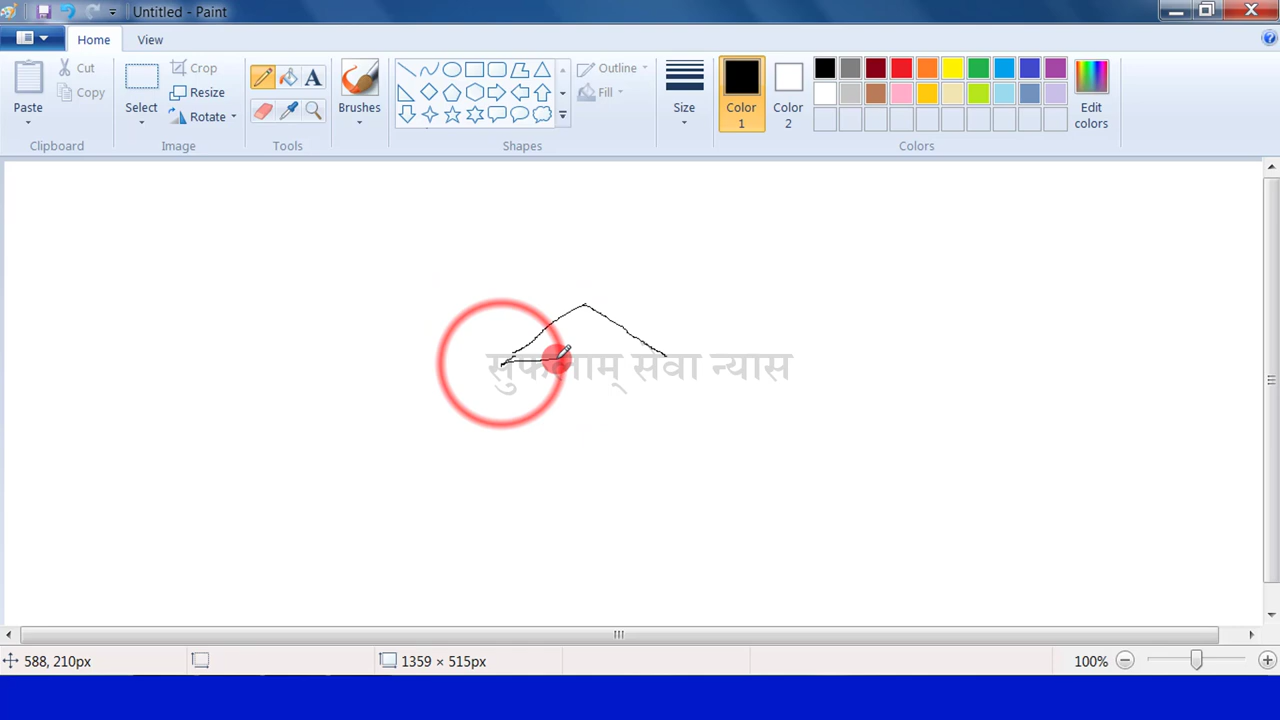 Untitled - Paint
Home
View
Paste
Cut
Copy
Clipboard
Select
Crop
Resize
Rotate
Image
Tools
Brushes
Shapes
Outline
Fill
Size
Color
1
Color
2
Edit
colors
Colors
सुफलाम् सेवा न्यास
588, 210px
1359 × 515px
100%